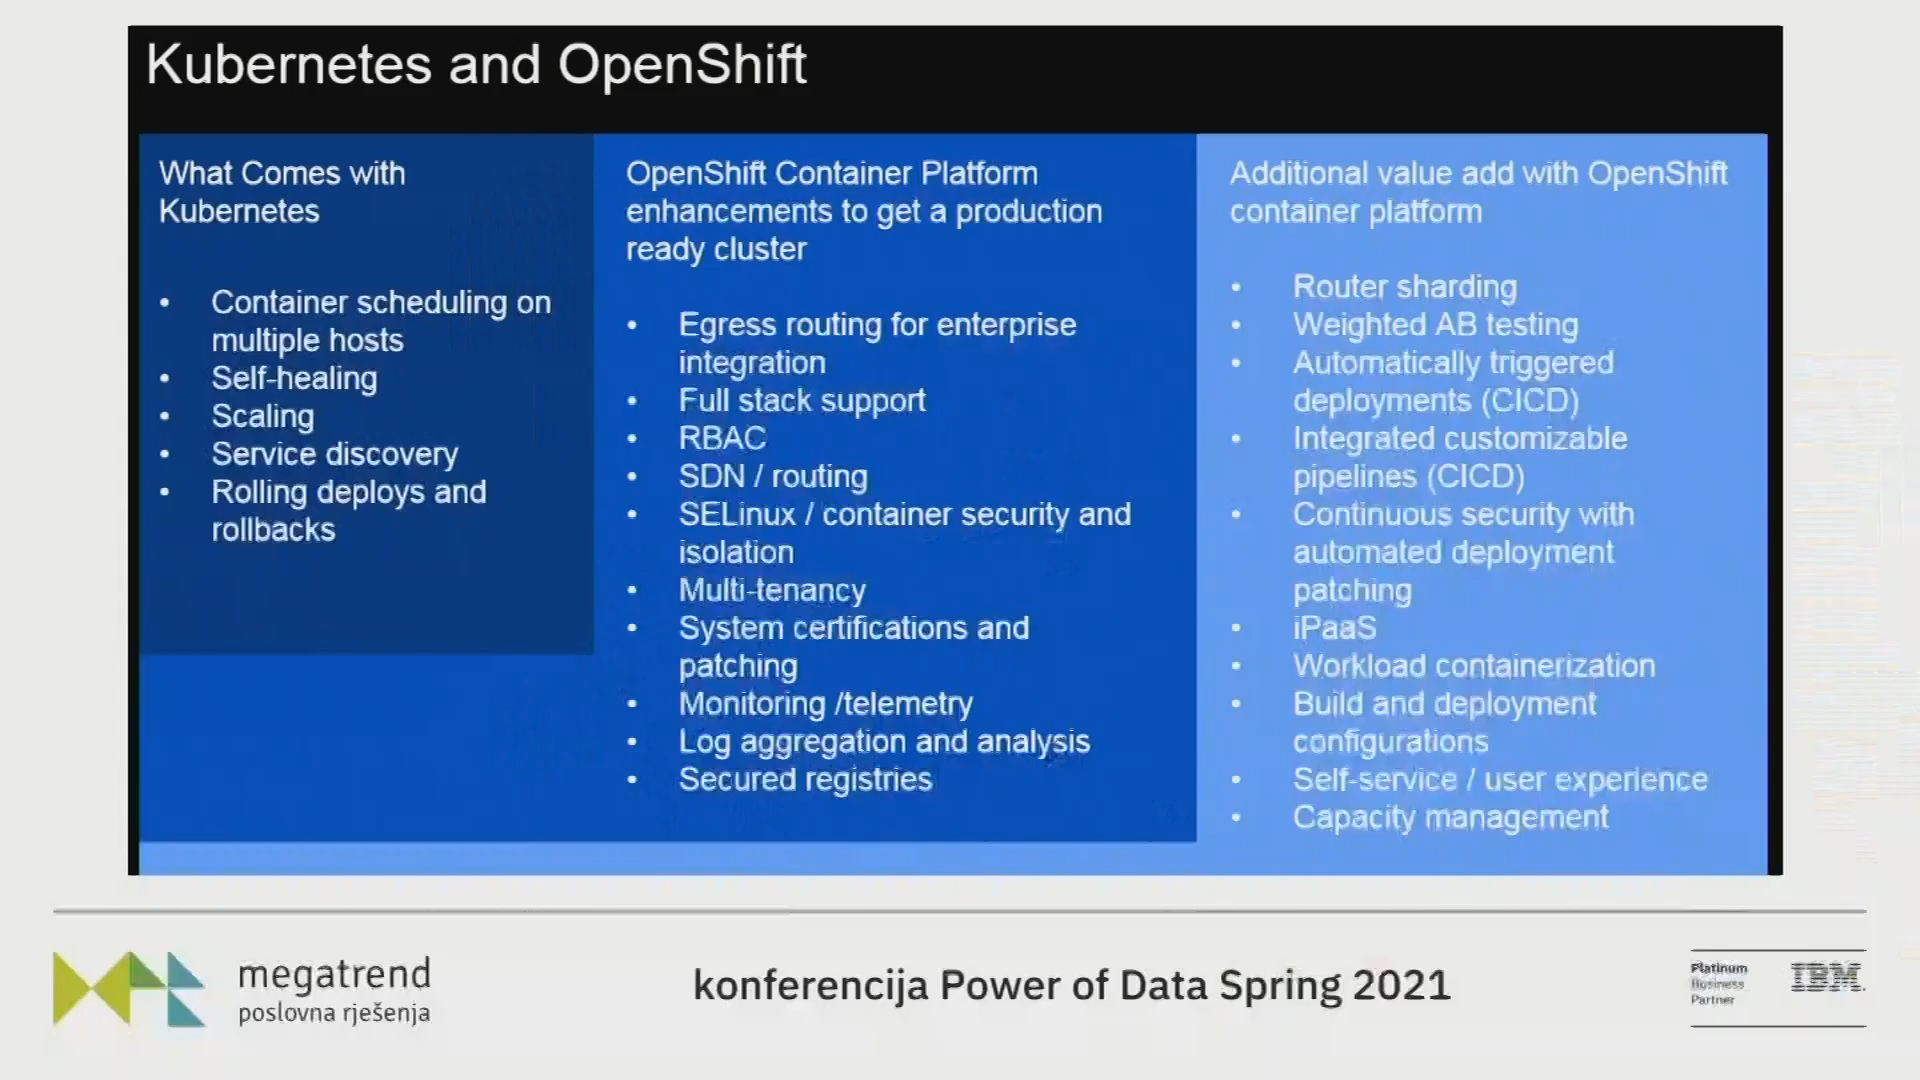 Kubernetes and OpenShift
What Comes with
Kubernetes
• Container scheduling on
multiple hosts
• Self-healing
• Scaling
• Service discovery
• Rolling deploys and
rollbacks
OpenShift Container Platform
enhancements to get a production
ready cluster
• Egress routing for enterprise
integration
• Full stack support
• RBAC
• SDN / routing
• SELinux / container security and
isolation
• Multi-tenancy
• System certifications and
patching
• Monitoring /telemetry
• Log aggregation and analysis
• Secured registries
Additional value add with OpenShift
container platform
• Router sharding
• Weighted AB testing
• Automatically triggered
deployments (CICD)
• Integrated customizable
pipelines (CICD)
• Continuous security with
automated deployment
patching
• iPaaS
• Workload containerization
• Build and deployment
configurations
• Self-service / user experience
• Capacity management
megatrend
poslovna rješenja
konferencija Power of Data Spring 2021
Platinum
Business
Partner
IBM